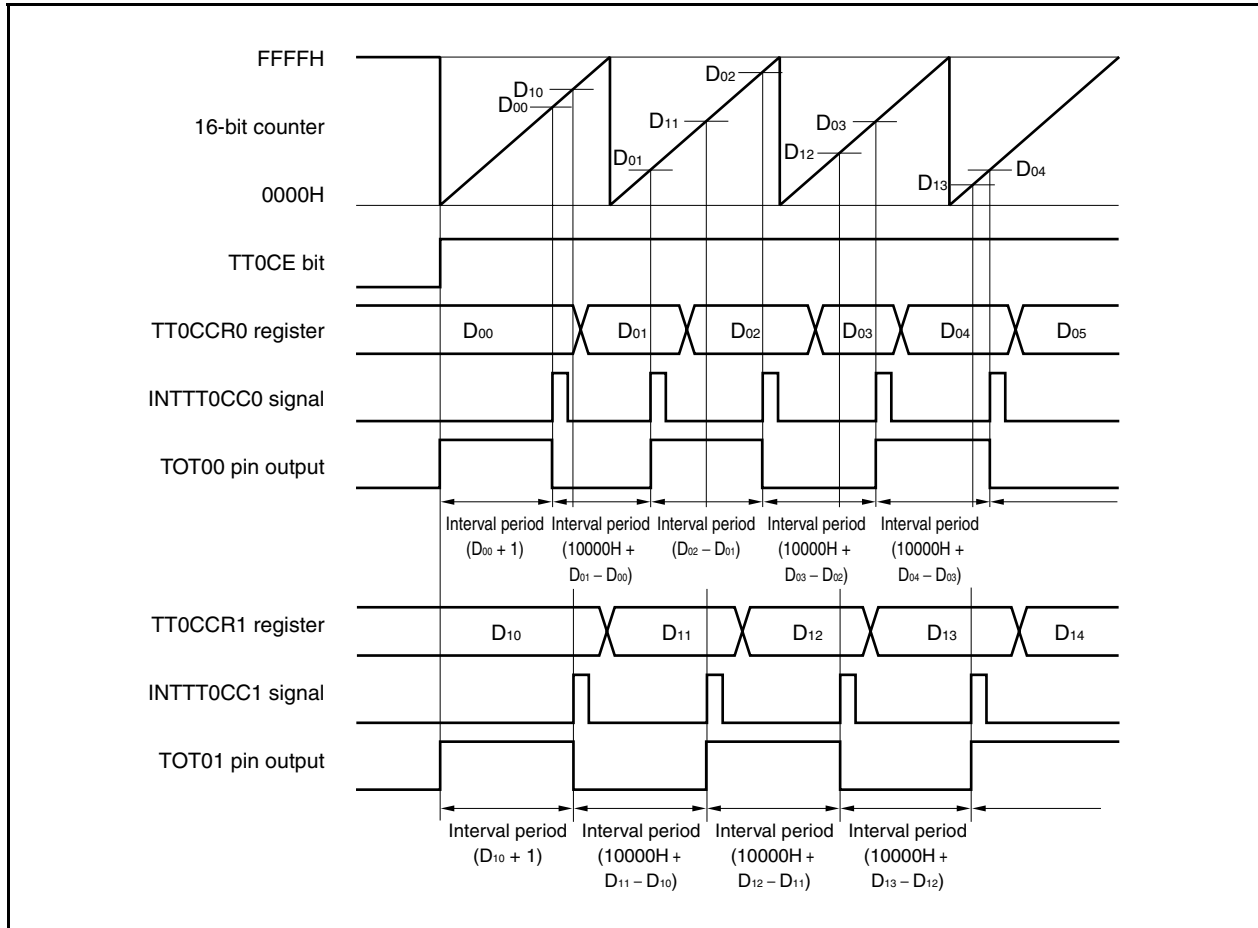 FFFFH
16-bit counter
0000H
D10
D00
D01
D11
D02
D12
D03
D13
D04
TT0CE bit
TT0CCR0 register
D00
D01
D02
D03
D04
D05
INTTT0CC0 signal
TOT00 pin output
Interval period
(D00 + 1)
Interval period
(10000H +
D01 – D00)
Interval period
(D02 – D01)
Interval period
(10000H +
D03 – D02)
Interval period
(10000H +
D04 – D03)
TT0CCR1 register
D10
D11
D12
D13
D14
INTTT0CC1 signal
TOT01 pin output
Interval period
(D10 + 1)
Interval period
(10000H +
D11 – D10)
Interval period
(10000H +
D12 – D11)
Interval period
(10000H +
D13 – D12)